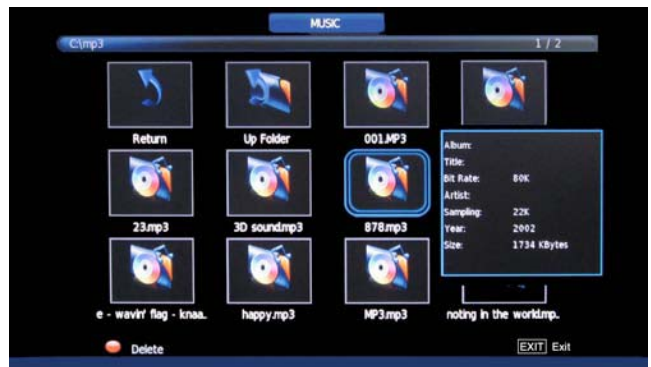 MUSIC
C:\mp3 1 / 2
Return Up Folder 001.MP3
Album:
Title:
Bit Rate: 80K
Artist:
Sampling: 22K
Year: 2002
Size: 1734 KBytes
23.mp3 3D sound.mp3 878.mp3
e - wavin' flag - knaa.. happy.mp3 MP3.mp3 noting in the world.mp..
Delete EXIT Exit